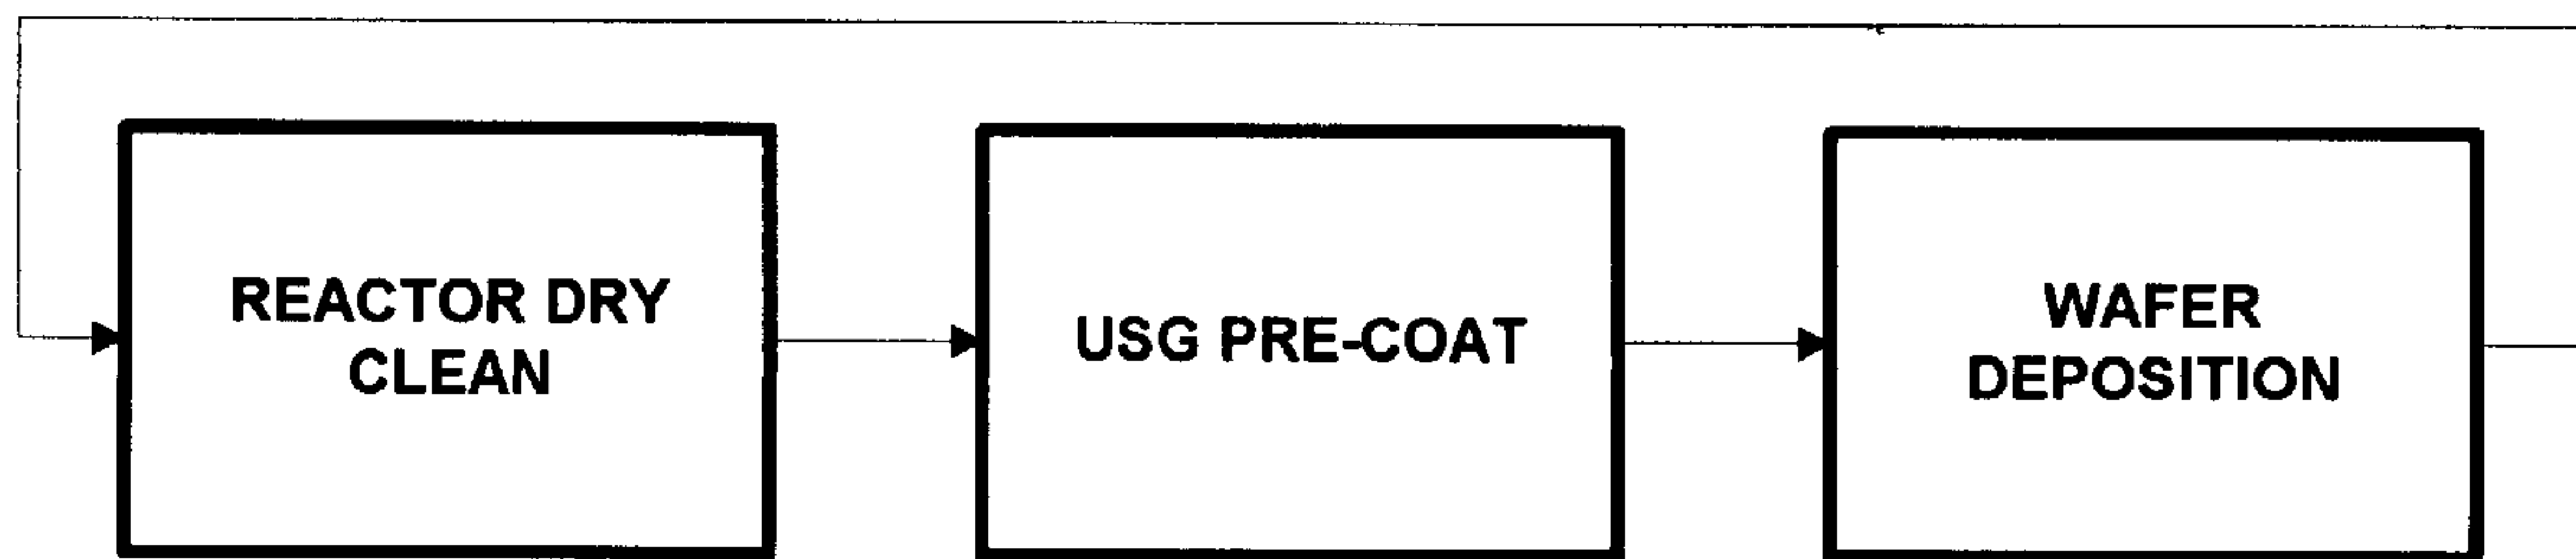 REACTOR DRY
CLEAN
USG PRE-COAT
WAFER
DEPOSITION